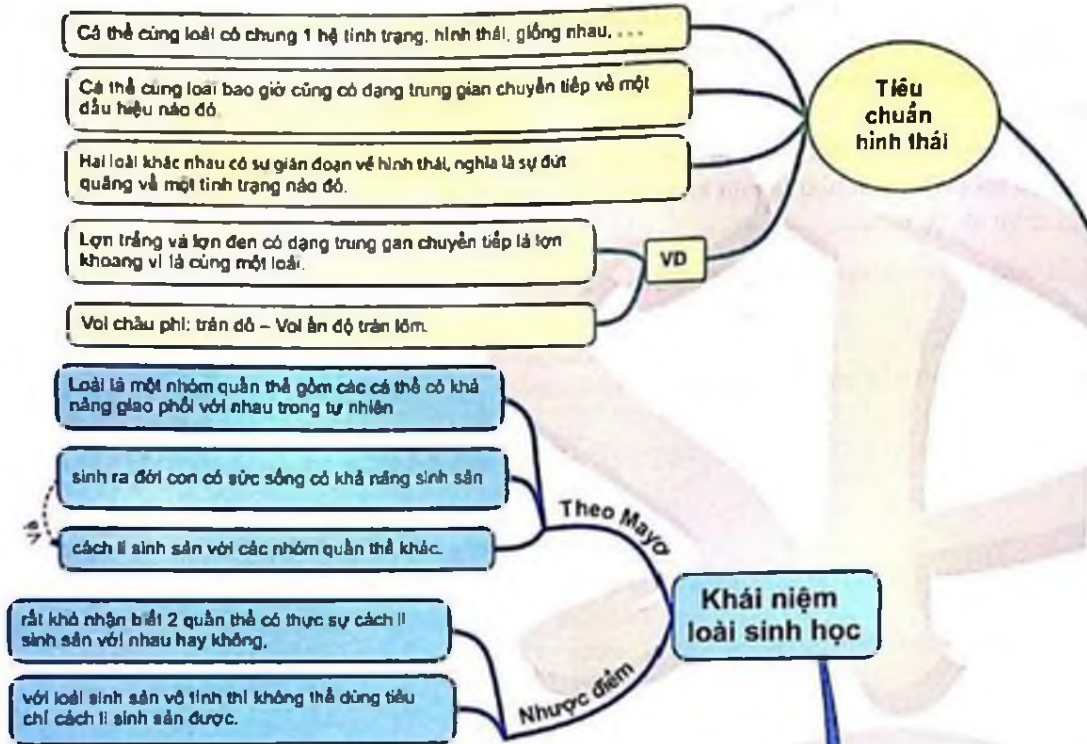 Cá thể cùng loài có chung 1 hệ tính trạng, hình thái, giống nhau, ...
Cá thể cùng loài bao giờ cũng có dạng trung gian chuyển tiếp về một
dấu hiệu nào đó.
Hai loài khác nhau có sự gián đoạn về hình thái, nghĩa là sự đứt
quãng về một tính trạng nào đó.
Lợn trắng và lợn đen có dạng trung gan chuyển tiếp là lợn
khoang vì là cùng một loài.
Voi châu phi: trán dô – Voi ấn độ trán lõm.
VD
Tiêu
chuẩn
hình thái
Loài là một nhóm quần thể gồm các cá thể có khả
năng giao phối với nhau trong tự nhiên
sinh ra đời con có sức sống có khả năng sinh sản
và
cách li sinh sản với các nhóm quần thể khác.
Theo Mayơ
rất khó nhận biết 2 quần thể có thực sự cách li
sinh sản với nhau hay không,
với loài sinh sản vô tính thì không thể dùng tiêu
chí cách li sinh sản được.
Nhược điểm
Khái niệm
loài sinh học